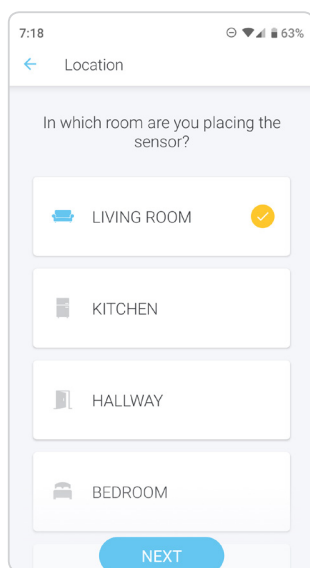 7:18 63%
Location
In which room are you placing the
sensor?
LIVING ROOM
KITCHEN
HALLWAY
BEDROOM
NEXT